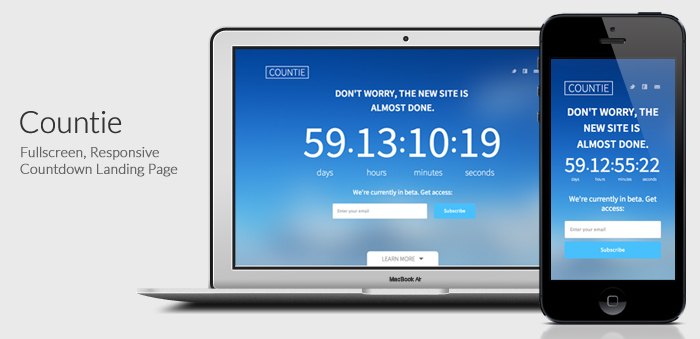 Countie
Fullscreen, Responsive
Countdown Landing Page
COUNTIE
DON'T WORRY, THE NEW SITE IS
ALMOST DONE.
59.13:10:19
days hours minutes seconds
We're currently in beta. Get access:
Enter your email Subscribe
LEARN MORE
MacBook Air
COUNTIE
DON'T WORRY, THE
NEW SITE IS
ALMOST DONE.
59.12:55:22
days hours minutes seconds
We're currently in beta. Get
access:
Enter your email
Subscribe